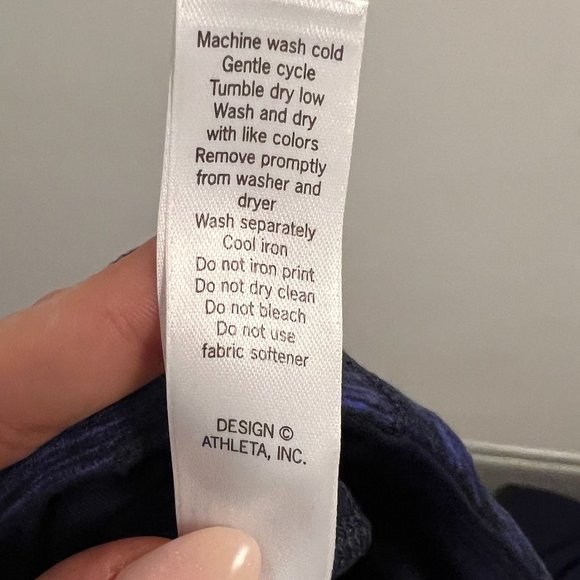 Machine wash cold
Gentle cycle
Tumble dry low
Wash and dry
with like colors
Remove promptly
from washer and
dryer
Wash separately
Cool iron
Do not iron print
Do not dry clean
Do not bleach
Do not use
fabric softener
DESIGN ©
ATHLETA, INC.